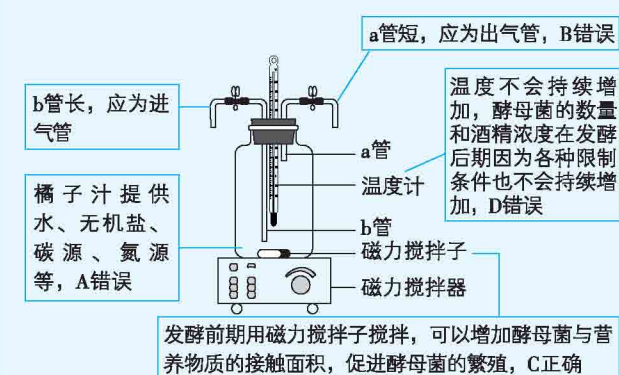 a管短，应为出气管，B错误
b管长，应为进
气管
温度不会持续增
加，酵母菌的数量
和酒精浓度在发酵
后期因为各种限制
条件也不会持续增
加，D错误
a管
温度计
b管
磁力搅拌子
磁力搅拌器
橘子汁提供
水、无机盐、
碳源、氮源
等，A错误
发酵前期用磁力搅拌子搅拌，可以增加酵母菌与营
养物质的接触面积，促进酵母菌的繁殖，C正确